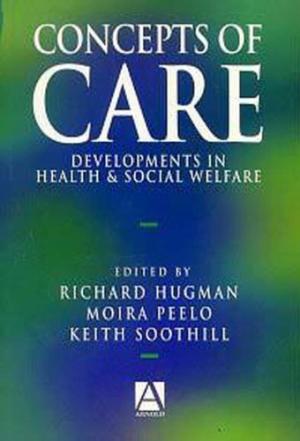 CONCEPTS OF
CARE
DEVELOPMENTS IN
HEALTH & SOCIAL WELFARE
EDITED BY
RICHARD HUGMAN
MOIRA PEELO
KEITH SOOTHILL
A
ARNOLD